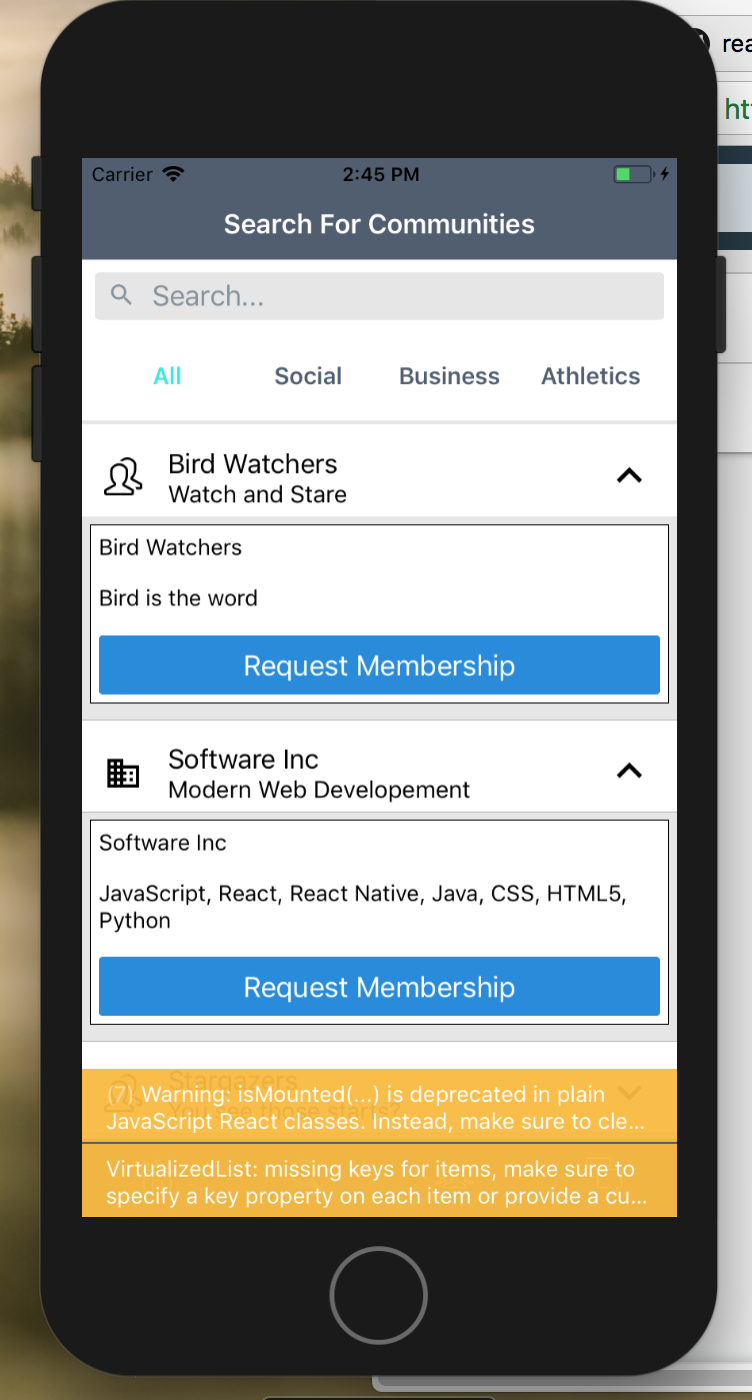 rea
htt
Carrier
2:45 PM
Search For Communities
Search...
All Social Business Athletics
Bird Watchers
Watch and Stare
Bird Watchers
Bird is the word
Request Membership
Software Inc
Modern Web Developement
Software Inc
JavaScript, React, React Native, Java, CSS, HTML5,
Python
Request Membership
Stargazers
You see those starts?
(7) Warning: isMounted(...) is deprecated in plain
JavaScript React classes. Instead, make sure to cle...
VirtualizedList: missing keys for items, make sure to
specify a key property on each item or provide a cu...